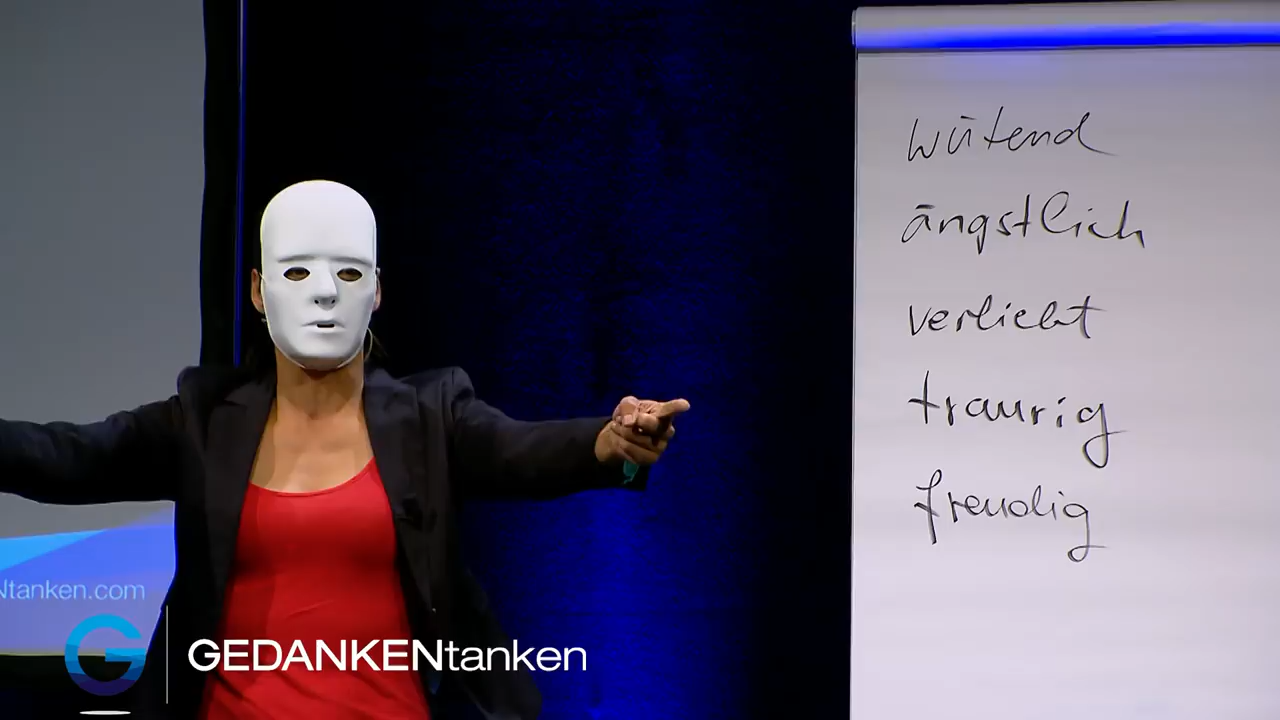 wütend
ängstlich
verliebt
traurig
freudig
Ntanken.com
GEDANKENtanken